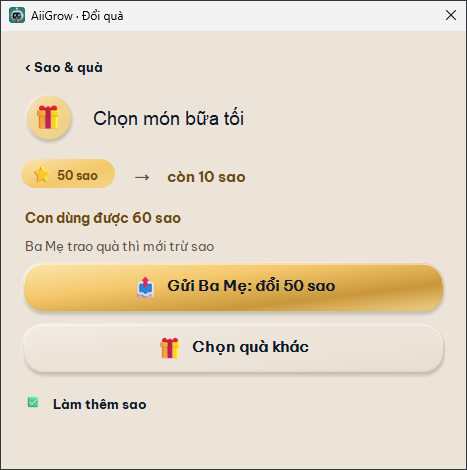 AiiGrow · Đổi quà
‹ Sao & quà
Chọn món bữa tối
50 sao → còn 10 sao
Con dùng được 60 sao
Ba Mẹ trao quà thì mới trừ sao
Gửi Ba Mẹ: đổi 50 sao
Chọn quà khác
Làm thêm sao